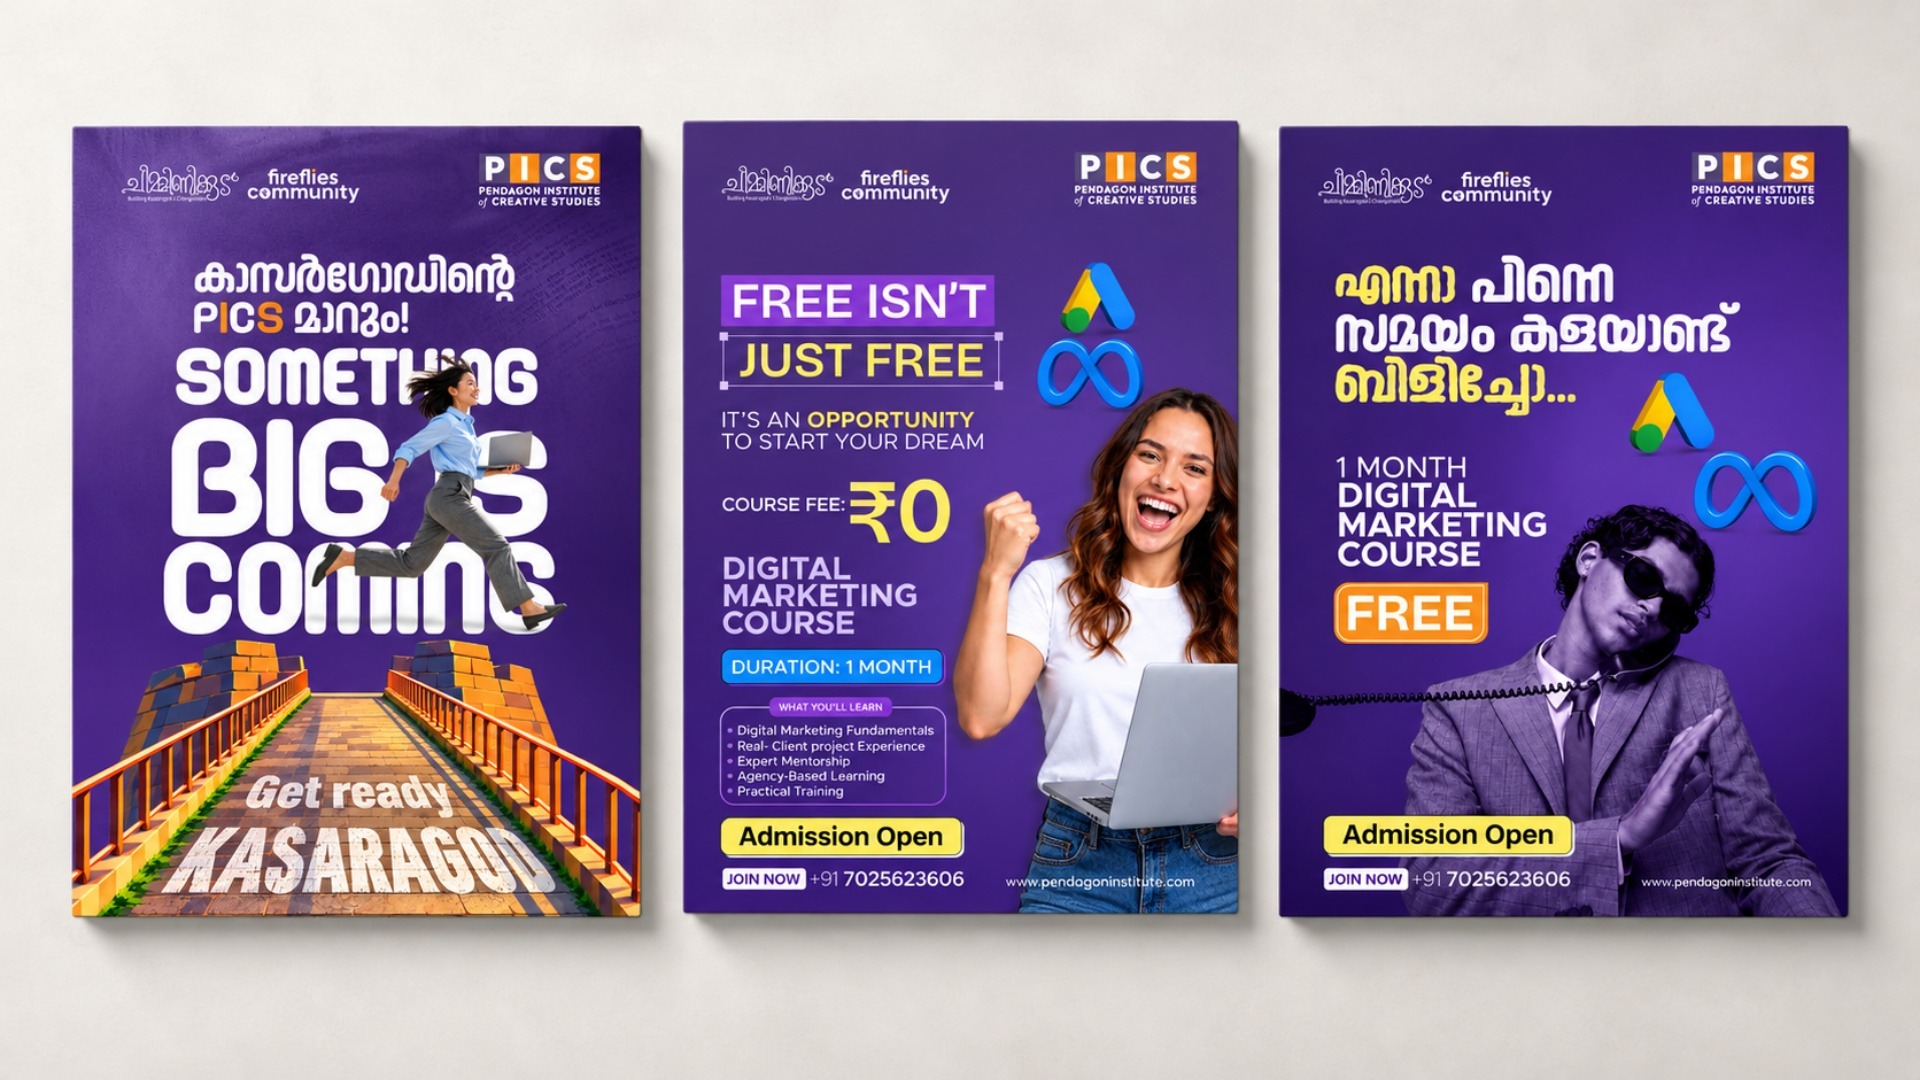 ചിമ്മിണിക്കൂട്
fireflies
community
PICS
PENDAGON INSTITUTE
of CREATIVE STUDIES
കാസർഗോഡിന്റെ
PICS മാറും!
SOMETHING
BIG IS
COMING
Get ready
KASARAGOD
ചിമ്മിണിക്കൂട്
fireflies
community
PICS
PENDAGON INSTITUTE
of CREATIVE STUDIES
FREE ISN'T
JUST FREE
IT'S AN OPPORTUNITY
TO START YOUR DREAM
COURSE FEE: ₹0
DIGITAL
MARKETING
COURSE
DURATION: 1 MONTH
WHAT YOU'LL LEARN
• Digital Marketing Fundamentals
• Real- Client project Experience
• Expert Mentorship
• Agency-Based Learning
• Practical Training
Admission Open
JOIN NOW +91 7025623606
www.pendagoninstitute.com
ചിമ്മിണിക്കൂട്
fireflies
community
PICS
PENDAGON INSTITUTE
of CREATIVE STUDIES
എന്നാ പിന്നെ
സമയം കളയാണ്ട്
ബിളിച്ചോ...
1 MONTH
DIGITAL
MARKETING
COURSE
FREE
Admission Open
JOIN NOW +91 7025623606
www.pendagoninstitute.com